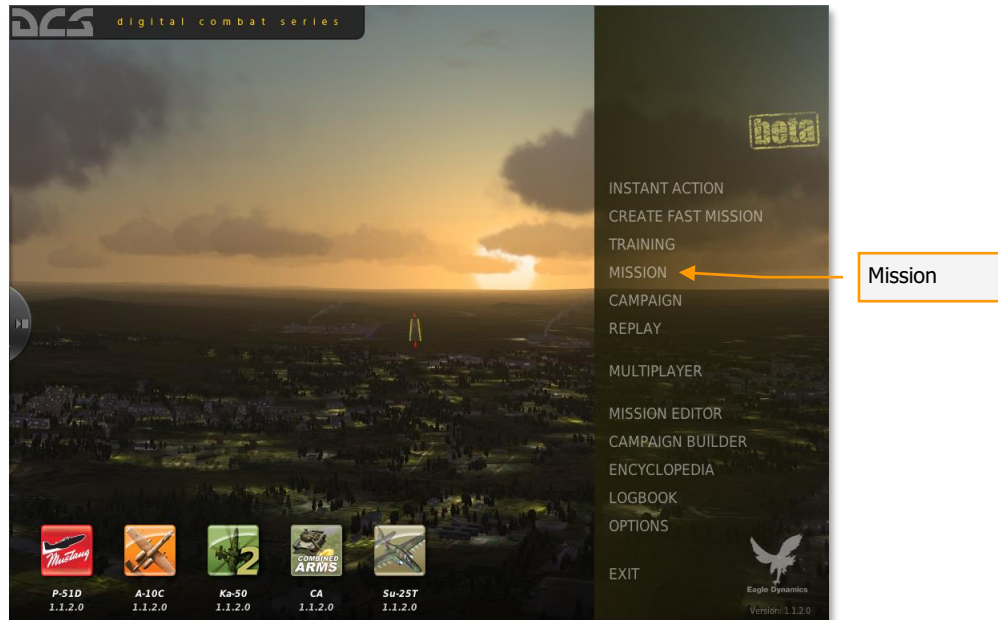 DCS digital combat series
beta
INSTANT ACTION
CREATE FAST MISSION
TRAINING
MISSION
Mission
CAMPAIGN
REPLAY
MULTIPLAYER
MISSION EDITOR
CAMPAIGN BUILDER
ENCYCLOPEDIA
LOGBOOK
OPTIONS
EXIT
Mustang
2
COMBINED
ARMS
P-51D A-10C Ka-50 CA Su-25T
1.1.2.0 1.1.2.0 1.1.2.0 1.1.2.0 1.1.2.0
Eagle Dynamics
Version: 1.1.2.0